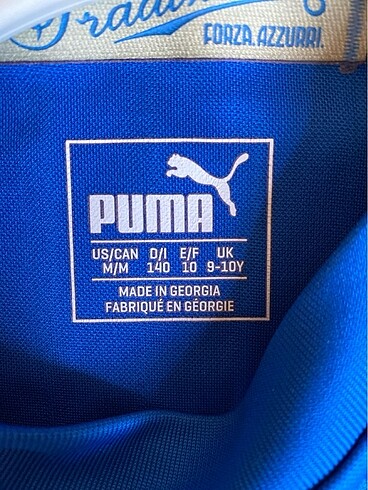 FORZA AZZURRI.
PUMA
US/CAN D/I E/F UK
M/M 140 10 9-10Y
MADE IN GEORGIA
FABRIQUÉ EN GÉORGIE